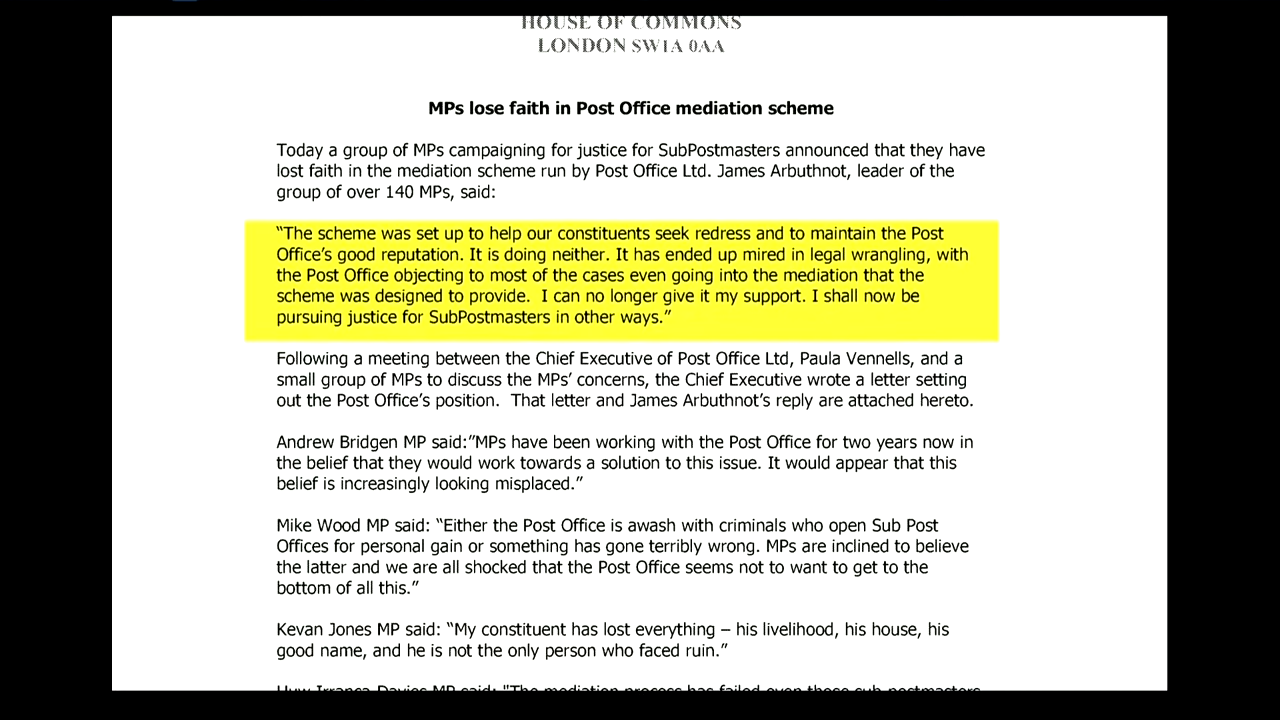 HOUSE OF COMMONS
LONDON SW1A 0AA
MPs lose faith in Post Office mediation scheme
Today a group of MPs campaigning for justice for SubPostmasters announced that they have
lost faith in the mediation scheme run by Post Office Ltd. James Arbuthnot, leader of the
group of over 140 MPs, said:
“The scheme was set up to help our constituents seek redress and to maintain the Post
Office’s good reputation. It is doing neither. It has ended up mired in legal wrangling, with
the Post Office objecting to most of the cases even going into the mediation that the
scheme was designed to provide.  I can no longer give it my support. I shall now be
pursuing justice for SubPostmasters in other ways.”
Following a meeting between the Chief Executive of Post Office Ltd, Paula Vennells, and a
small group of MPs to discuss the MPs’ concerns, the Chief Executive wrote a letter setting
out the Post Office’s position.  That letter and James Arbuthnot’s reply are attached hereto.
Andrew Bridgen MP said:”MPs have been working with the Post Office for two years now in
the belief that they would work towards a solution to this issue. It would appear that this
belief is increasingly looking misplaced.”
Mike Wood MP said: “Either the Post Office is awash with criminals who open Sub Post
Offices for personal gain or something has gone terribly wrong. MPs are inclined to believe
the latter and we are all shocked that the Post Office seems not to want to get to the
bottom of all this.”
Kevan Jones MP said: “My constituent has lost everything – his livelihood, his house, his
good name, and he is not the only person who faced ruin.”
Huw Irranca-Davies MP said: "The mediation process has failed even those sub-postmasters